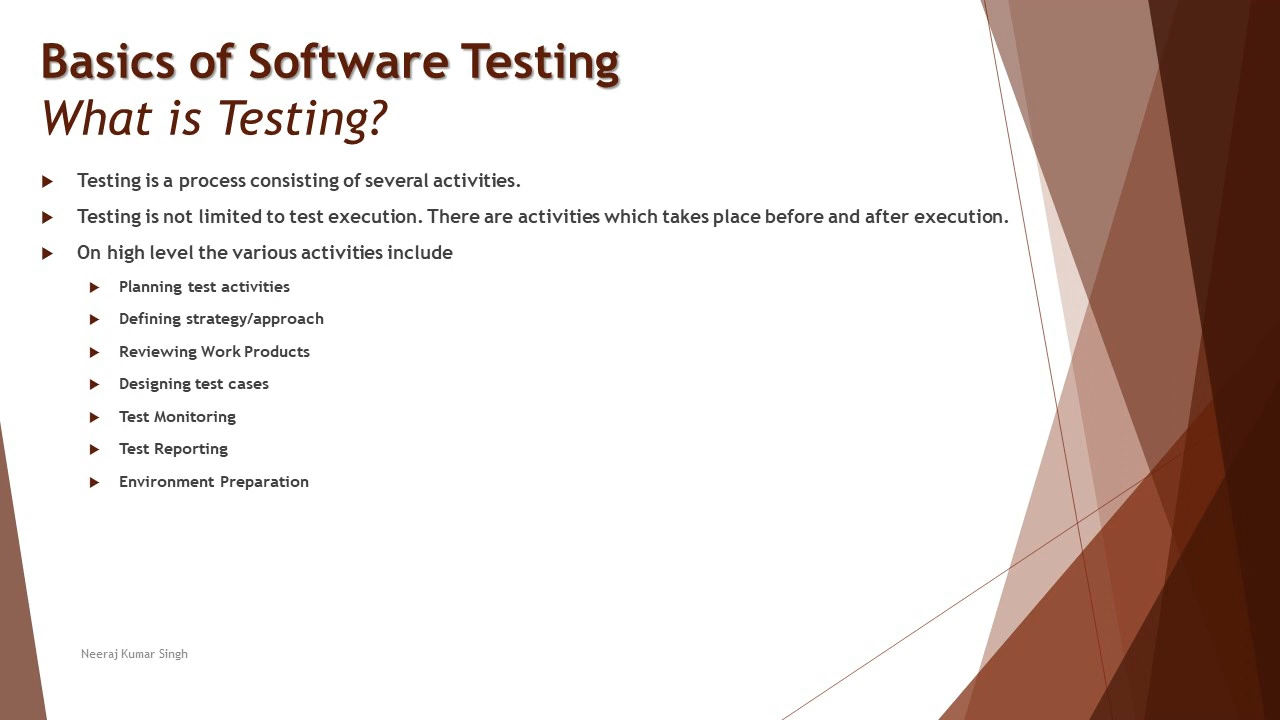 Basics of Software Testing
What is Testing?
Testing is a process consisting of several activities.
Testing is not limited to test execution. There are activities which takes place before and after execution.
On high level the various activities include
Planning test activities
Defining strategy/approach
Reviewing Work Products
Designing test cases
Test Monitoring
Test Reporting
Environment Preparation
Neeraj Kumar Singh